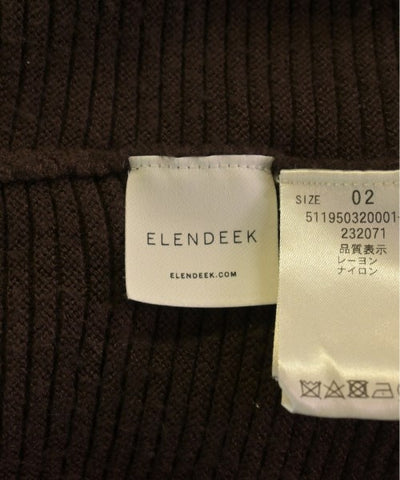 ELENDEEK
ELENDEEK.COM
SIZE 02
511950320001-
232071
品質表示
レーヨン
ナイロン